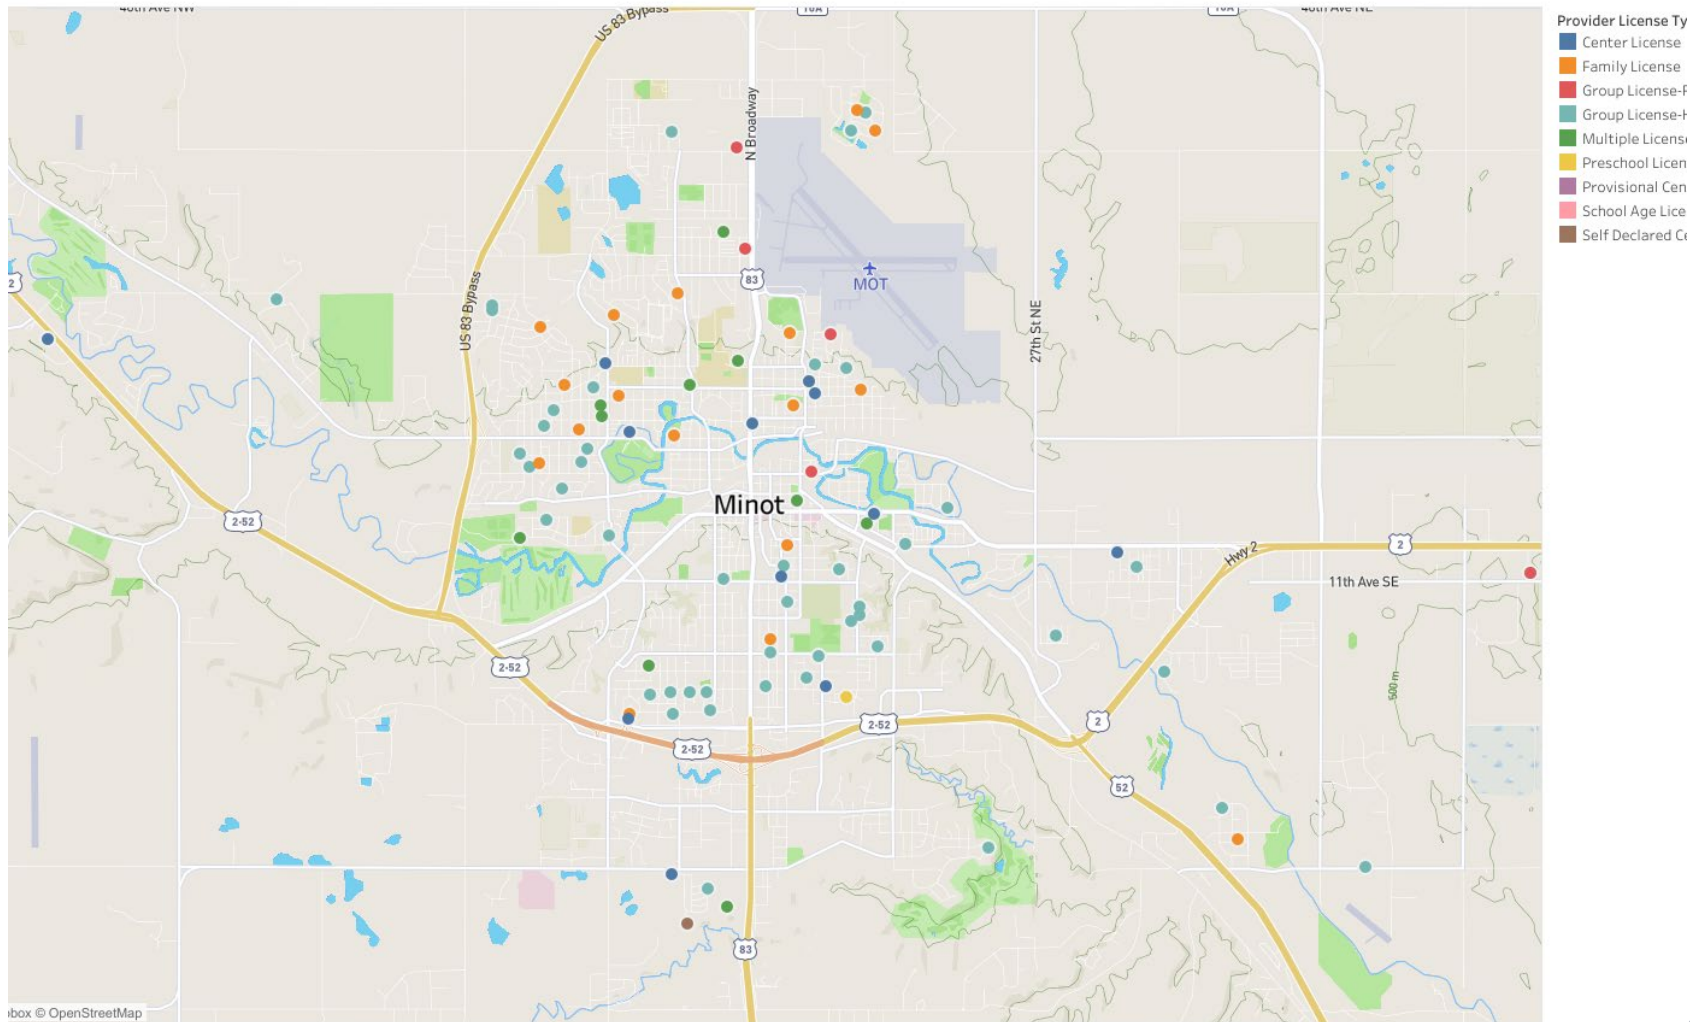 US 83 Bypass
N Broadway
Provider License Ty
Center License
Family License
Group License-F
Group License-H
Multiple License
Preschool Licen
Provisional Cen
School Age Lice
Self Declared Ce
2
83
MOT
US 83 Bypass
27th St NE
Minot
2-52
Hwy 2
2
11th Ave SE
2-52
500 m
2-52
2-52
2
52
83
box © OpenStreetMap